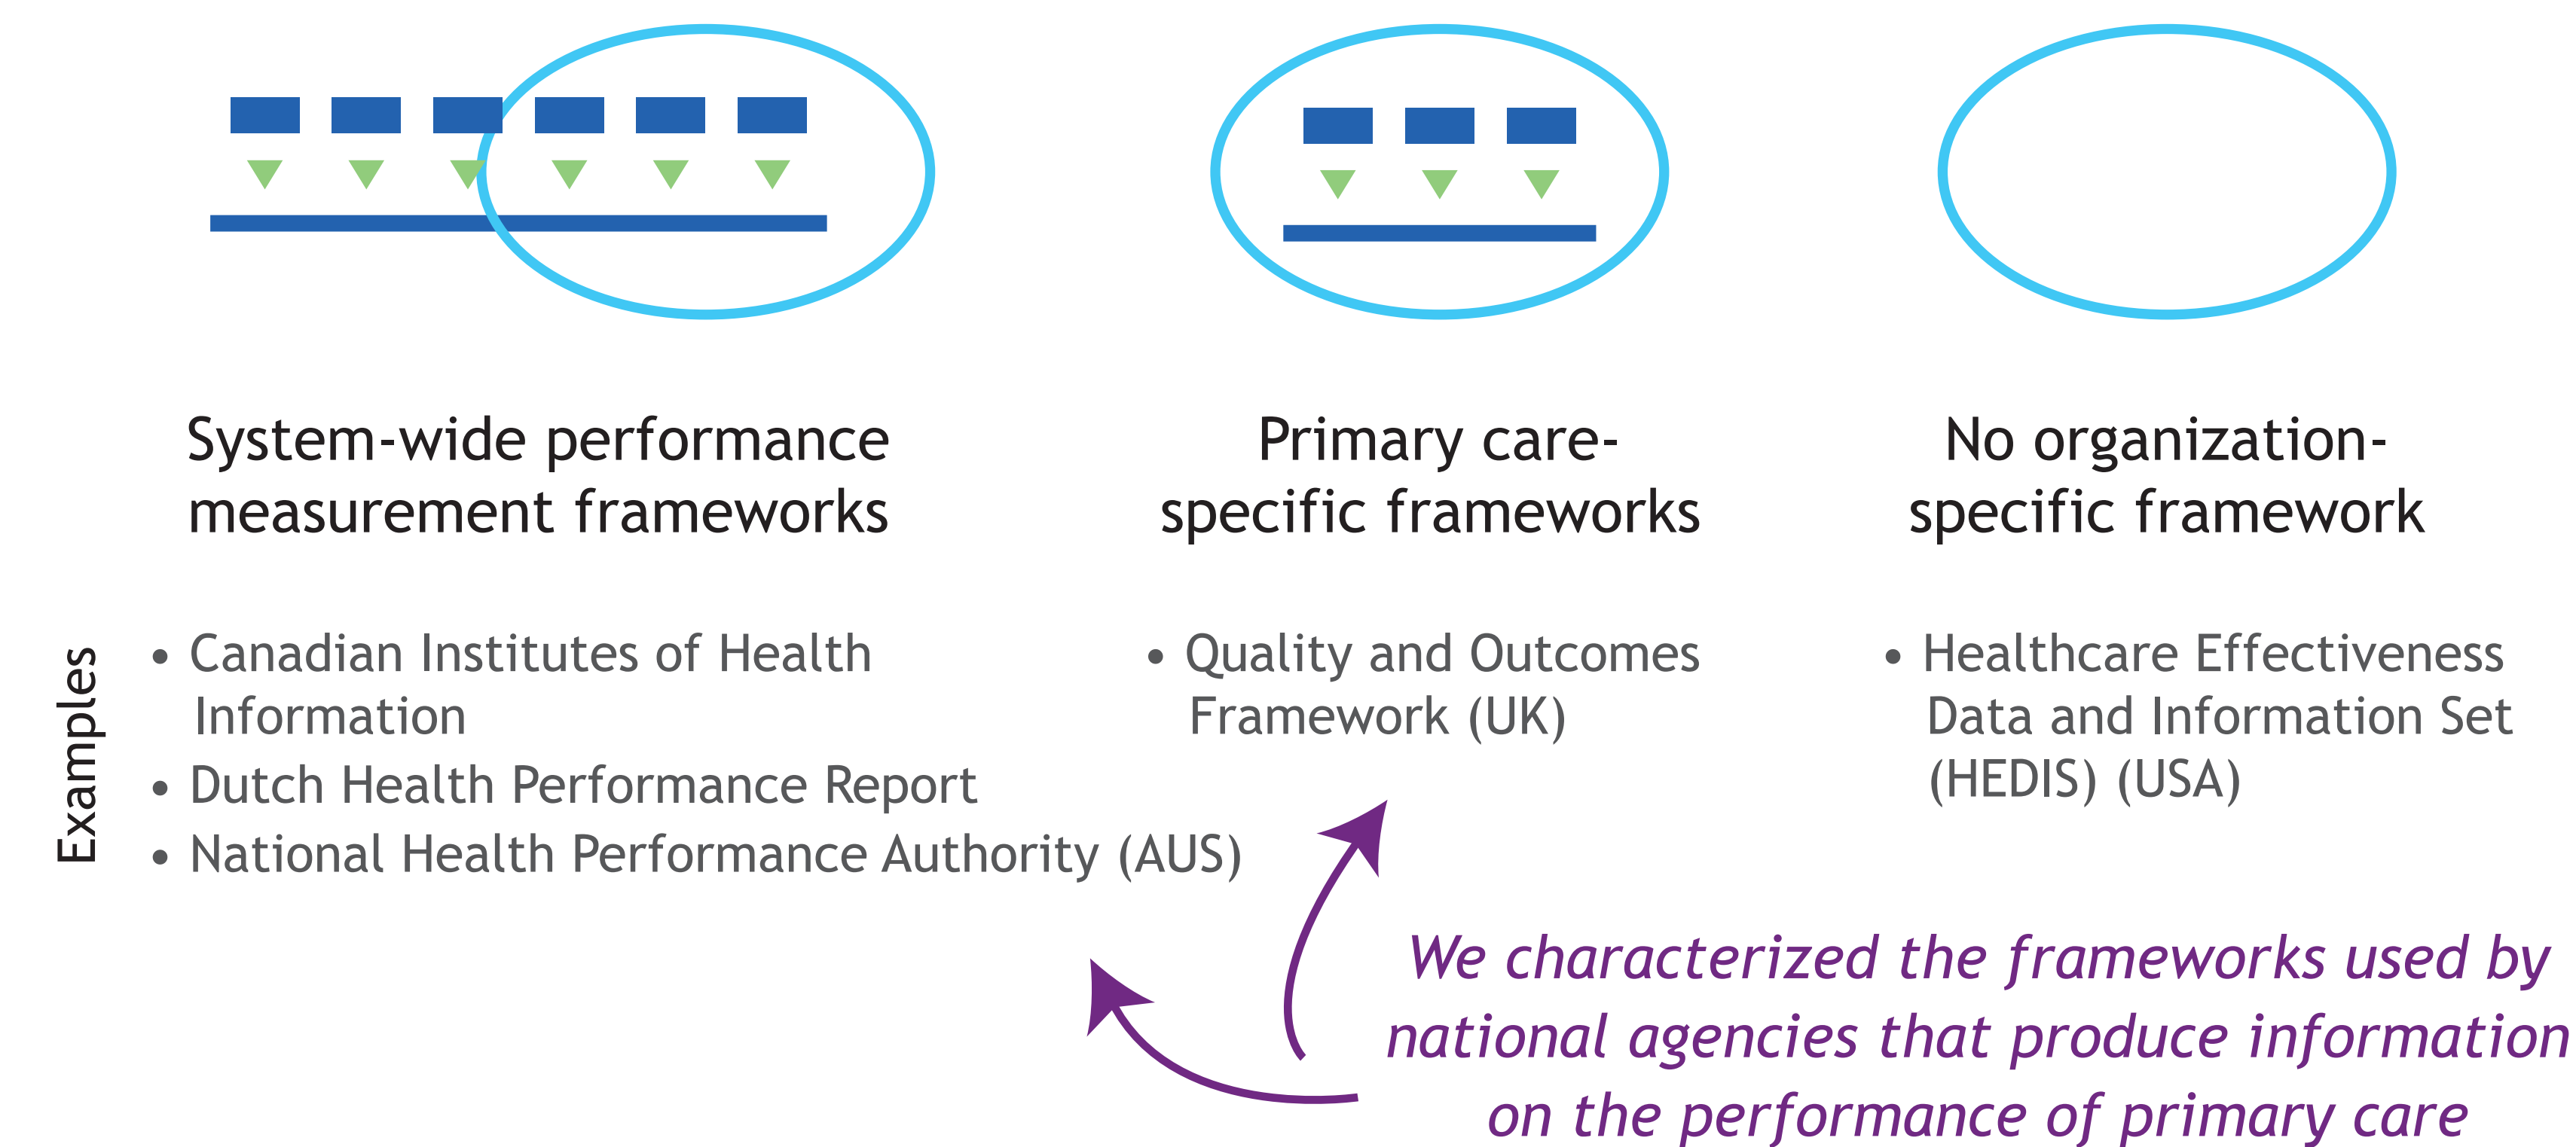 System-wide performance
measurement frameworks
Primary care-
specific frameworks
No organization-
specific framework
Examples
• Canadian Institutes of Health
Information
• Dutch Health Performance Report
• National Health Performance Authority (AUS)
• Quality and Outcomes
Framework (UK)
• Healthcare Effectiveness
Data and Information Set
(HEDIS) (USA)
We characterized the frameworks used by
national agencies that produce information
on the performance of primary care